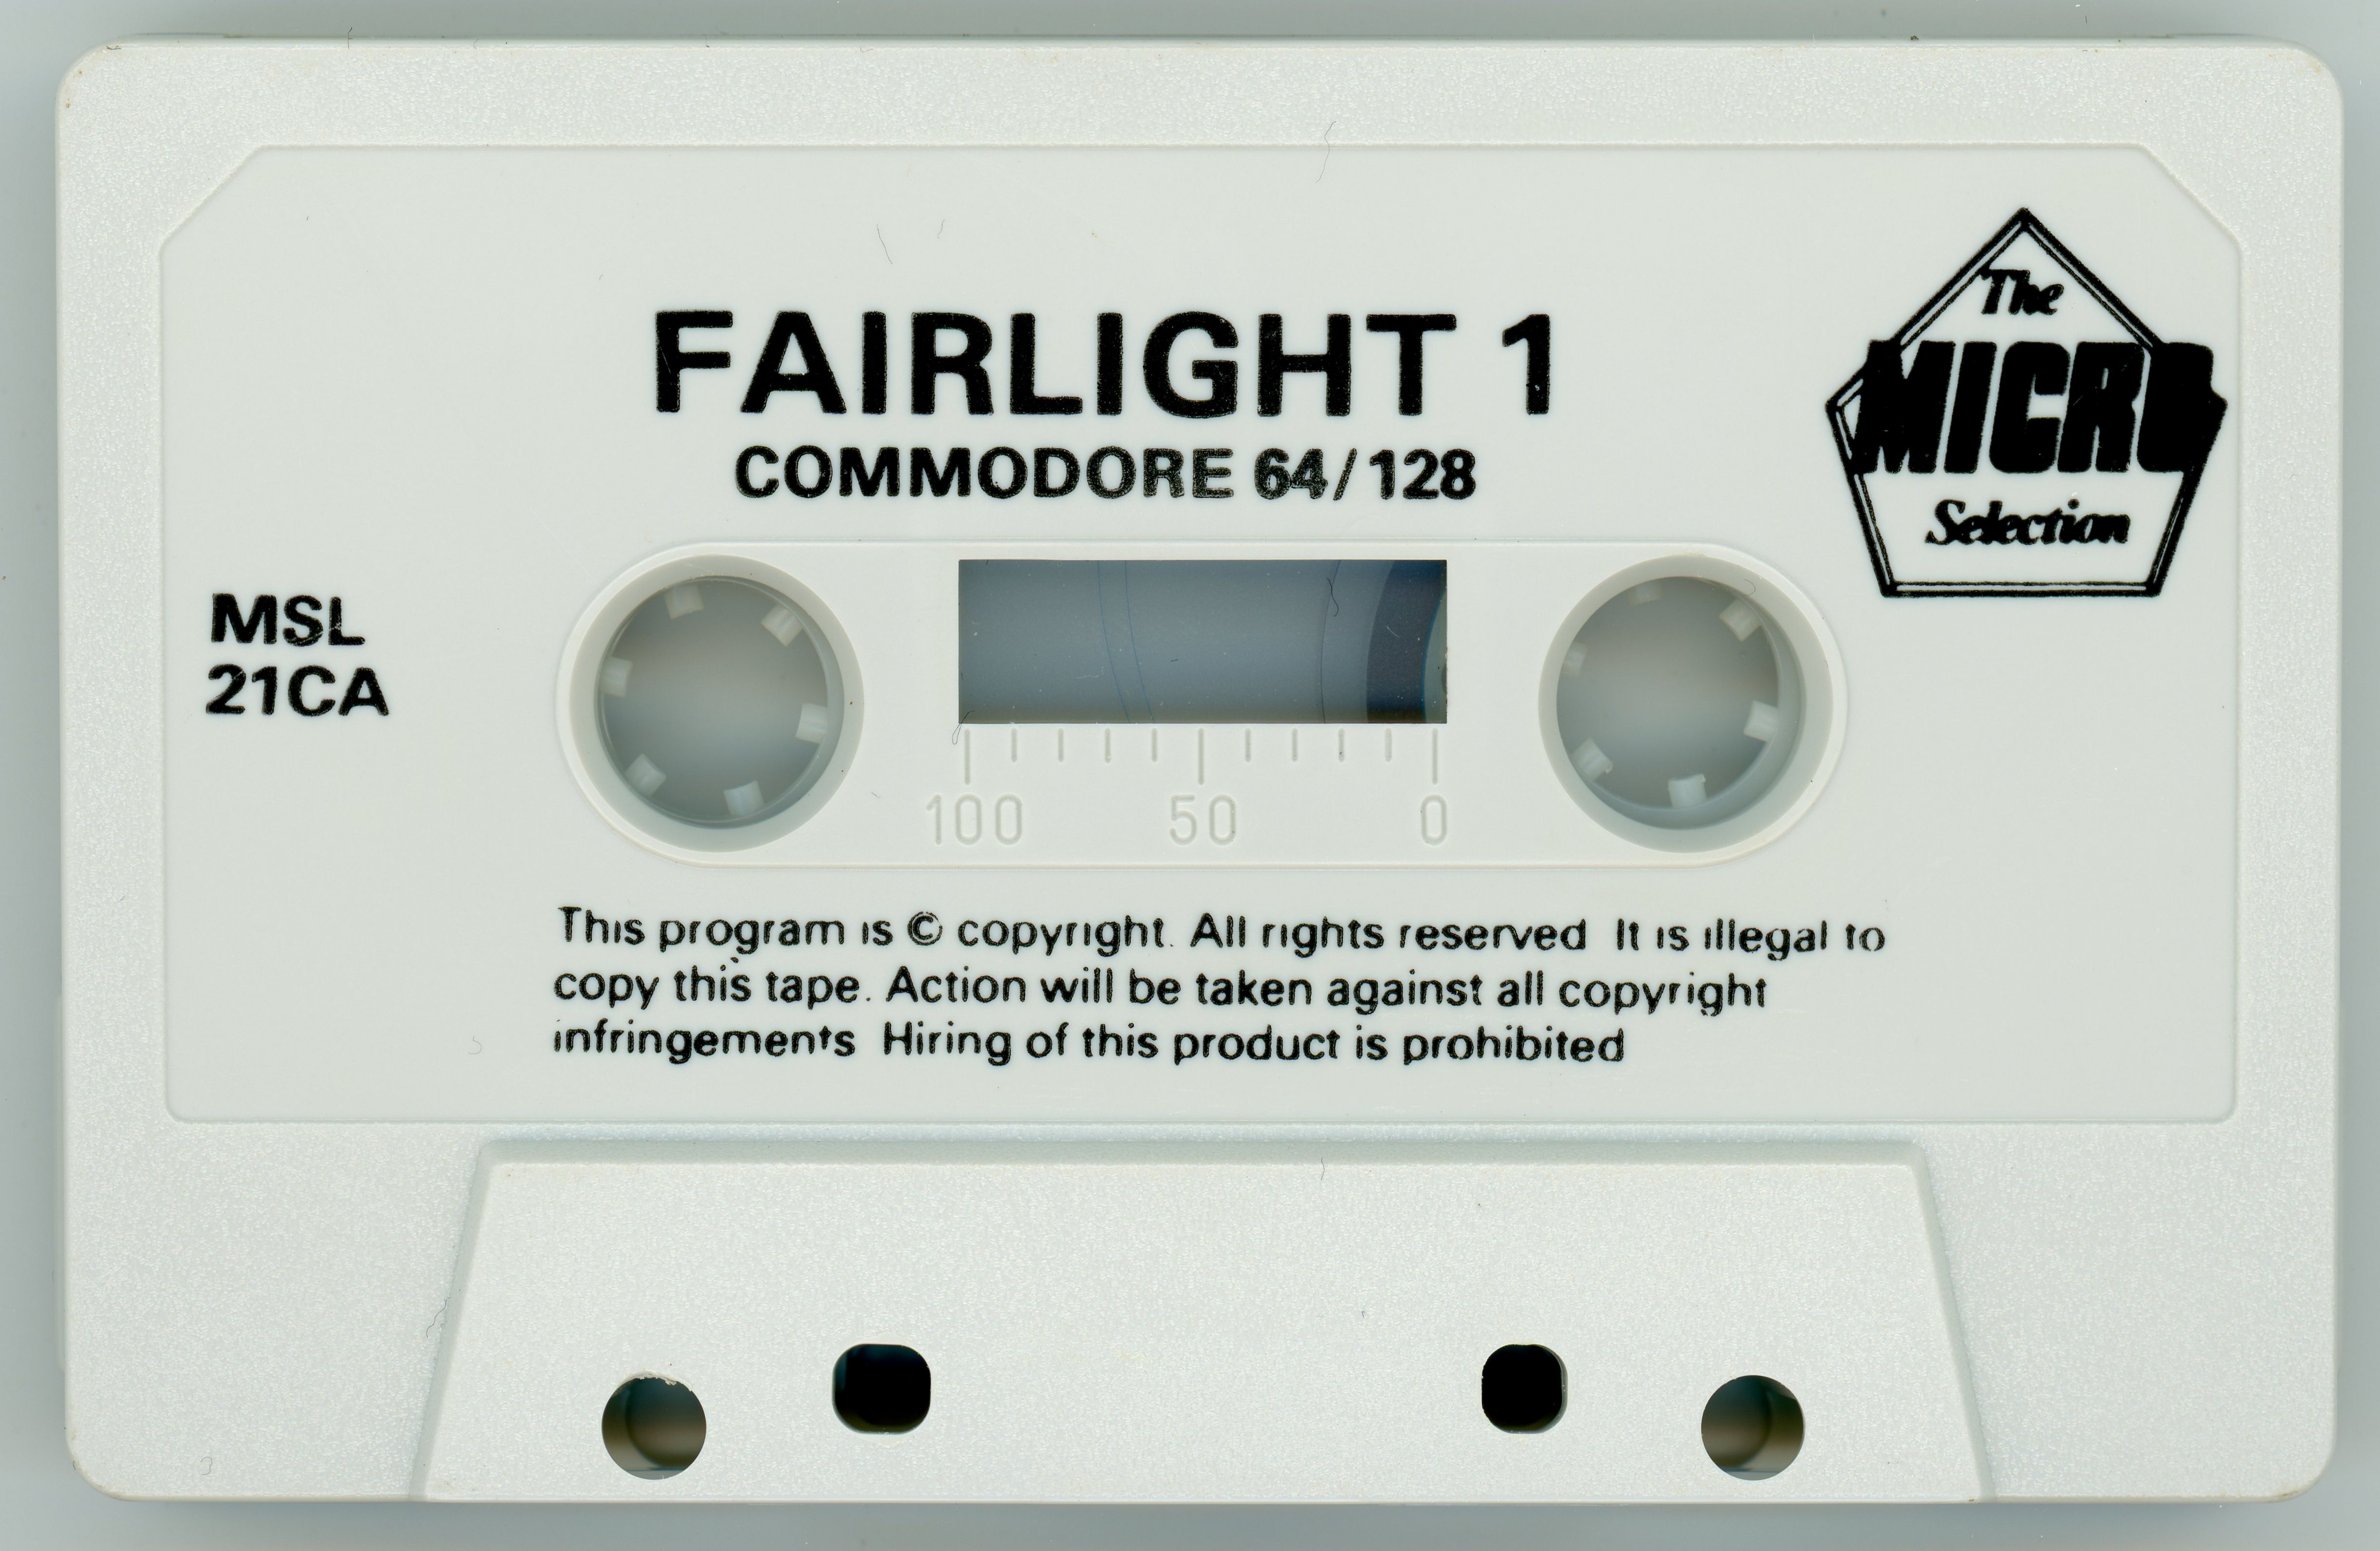 FAIRLIGHT 1
COMMODORE 64/128
The
MICRO
Selection
MSL
21CA
100 50 0
This program is © copyright. All rights reserved It is illegal to
copy this tape. Action will be taken against all copyright
infringements Hiring of this product is prohibited